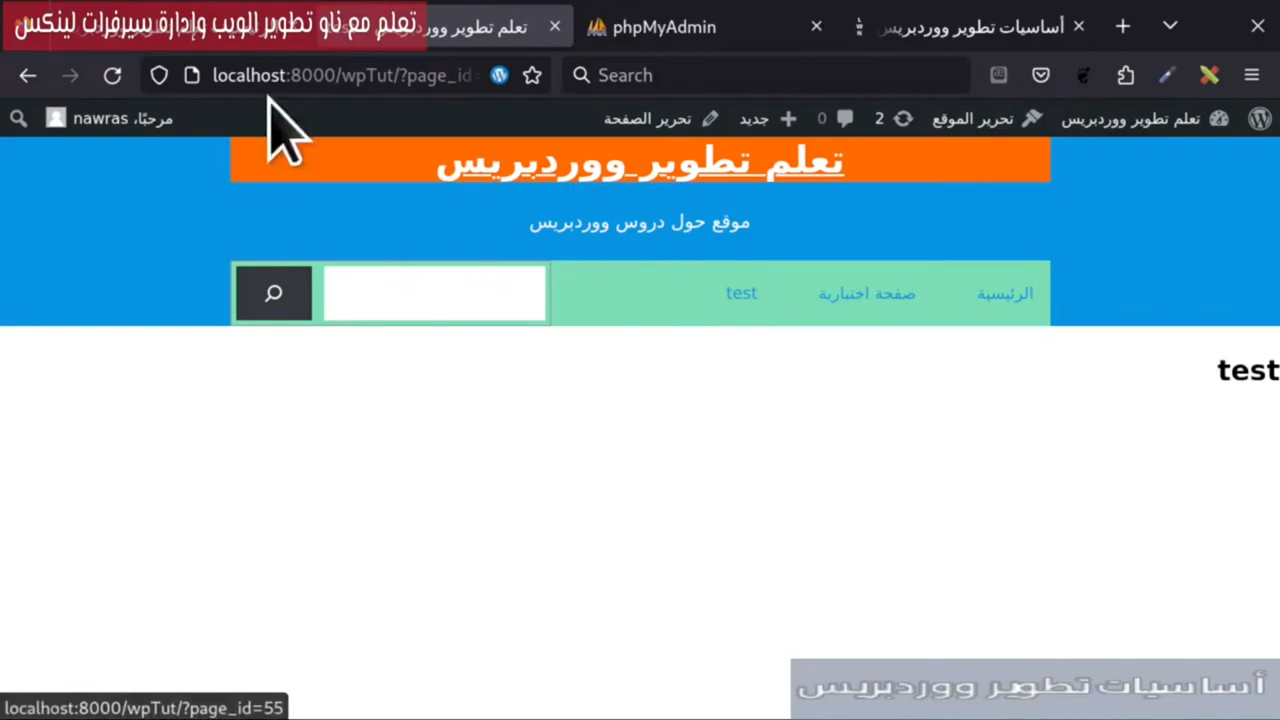 تعلم مع ناو تطوير الويب وإدارة سيرفرات لينكس
تعلم تطوير ووردبريس
phpMyAdmin
أساسيات تطوير ووردبريس
localhost:8000/wpTut/?page_id=
Search
تعلم تطوير ووردبريس
تحرير الموقع
2
0
جديد
تحرير الصفحة
مرحبًا، nawras
تعلم تطوير ووردبريس
موقع حول دروس ووردبريس
الرئيسية
صفحة اختبارية
test
test
أساسيات تطوير ووردبريس
localhost:8000/wpTut/?page_id=55